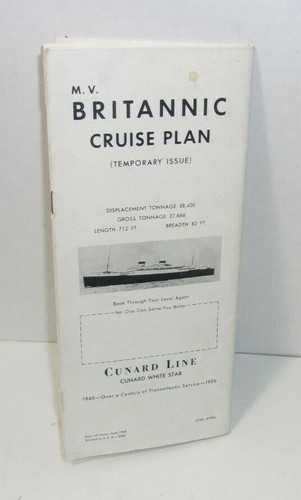 M. V.
BRITANNIC
CRUISE PLAN
(TEMPORARY ISSUE)
DISPLACEMENT TONNAGE 38,400
GROSS TONNAGE 27,666
LENGTH 712 FT. BREADTH 82 FT.
Book Through Your Local Agent
No One Can Serve You Better
CUNARD LINE
CUNARD WHITE STAR
1840—Over a Century of Transatlantic Service—1950